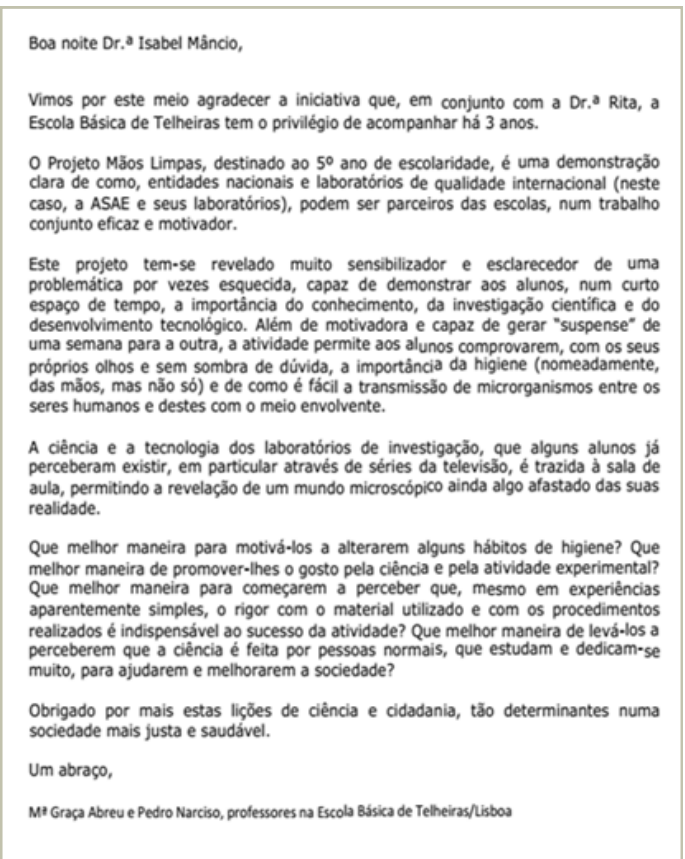 Boa noite Dr.ª Isabel Mâncio,
Vimos por este meio agradecer a iniciativa que, em conjunto com a Dr.ª Rita, a
Escola Básica de Telheiras tem o privilégio de acompanhar há 3 anos.
O Projeto Mãos Limpas, destinado ao 5º ano de escolaridade, é uma demonstração
clara de como, entidades nacionais e laboratórios de qualidade internacional (neste
caso, a ASAE e seus laboratórios), podem ser parceiros das escolas, num trabalho
conjunto eficaz e motivador.
Este projeto tem-se revelado muito sensibilizador e esclarecedor de uma
problemática por vezes esquecida, capaz de demonstrar aos alunos, num curto
espaço de tempo, a importância do conhecimento, da investigação científica e do
desenvolvimento tecnológico. Além de motivadora e capaz de gerar "suspense" de
uma semana para a outra, a atividade permite aos alunos comprovarem, com os seus
próprios olhos e sem sombra de dúvida, a importância da higiene (nomeadamente,
das mãos, mas não só) e de como é fácil a transmissão de microrganismos entre os
seres humanos e destes com o meio envolvente.
A ciência e a tecnologia dos laboratórios de investigação, que alguns alunos já
perceberam existir, em particular através de séries da televisão, é trazida à sala de
aula, permitindo a revelação de um mundo microscópico ainda algo afastado das suas
realidade.
Que melhor maneira para motivá-los a alterarem alguns hábitos de higiene? Que
melhor maneira de promover-lhes o gosto pela ciência e pela atividade experimental?
Que melhor maneira para começarem a perceber que, mesmo em experiências
aparentemente simples, o rigor com o material utilizado e com os procedimentos
realizados é indispensável ao sucesso da atividade? Que melhor maneira de levá-los a
perceberem que a ciência é feita por pessoas normais, que estudam e dedicam-se
muito, para ajudarem e melhorarem a sociedade?
Obrigado por mais estas lições de ciência e cidadania, tão determinantes numa
sociedade mais justa e saudável.
Um abraço,
Mª Graça Abreu e Pedro Narciso, professores na Escola Básica de Telheiras/Lisboa